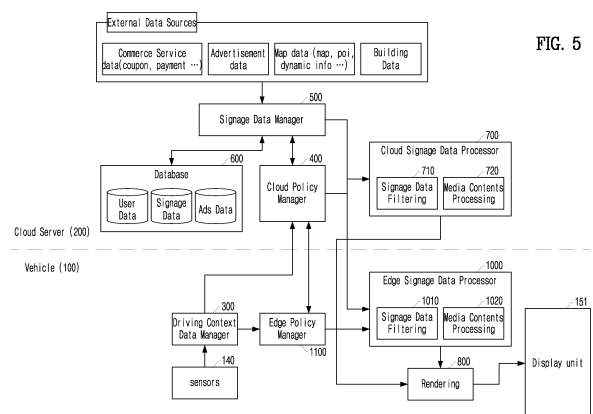 External Data Sources
FIG. 5
Commerce Service
data(coupon, payment …)
Advertisement
data
Map data (map, poi,
dynamic info …)
Building
Data
500
Signage Data Manager
600
Database
User
Data
Signage
Data
Ads Data
400
Cloud Policy
Manager
700
Cloud Signage Data Processor
710
Signage Data
Filtering
720
Media Contents
Processing
Cloud Server (200)
Vehicle (100)
300
Driving Context
Data Manager
Edge Policy
Manager
1100
140
sensors
1000
Edge Signage Data Processor
1010
Signage Data
Filtering
1020
Media Contents
Processing
800
Rendering
151
Display unit